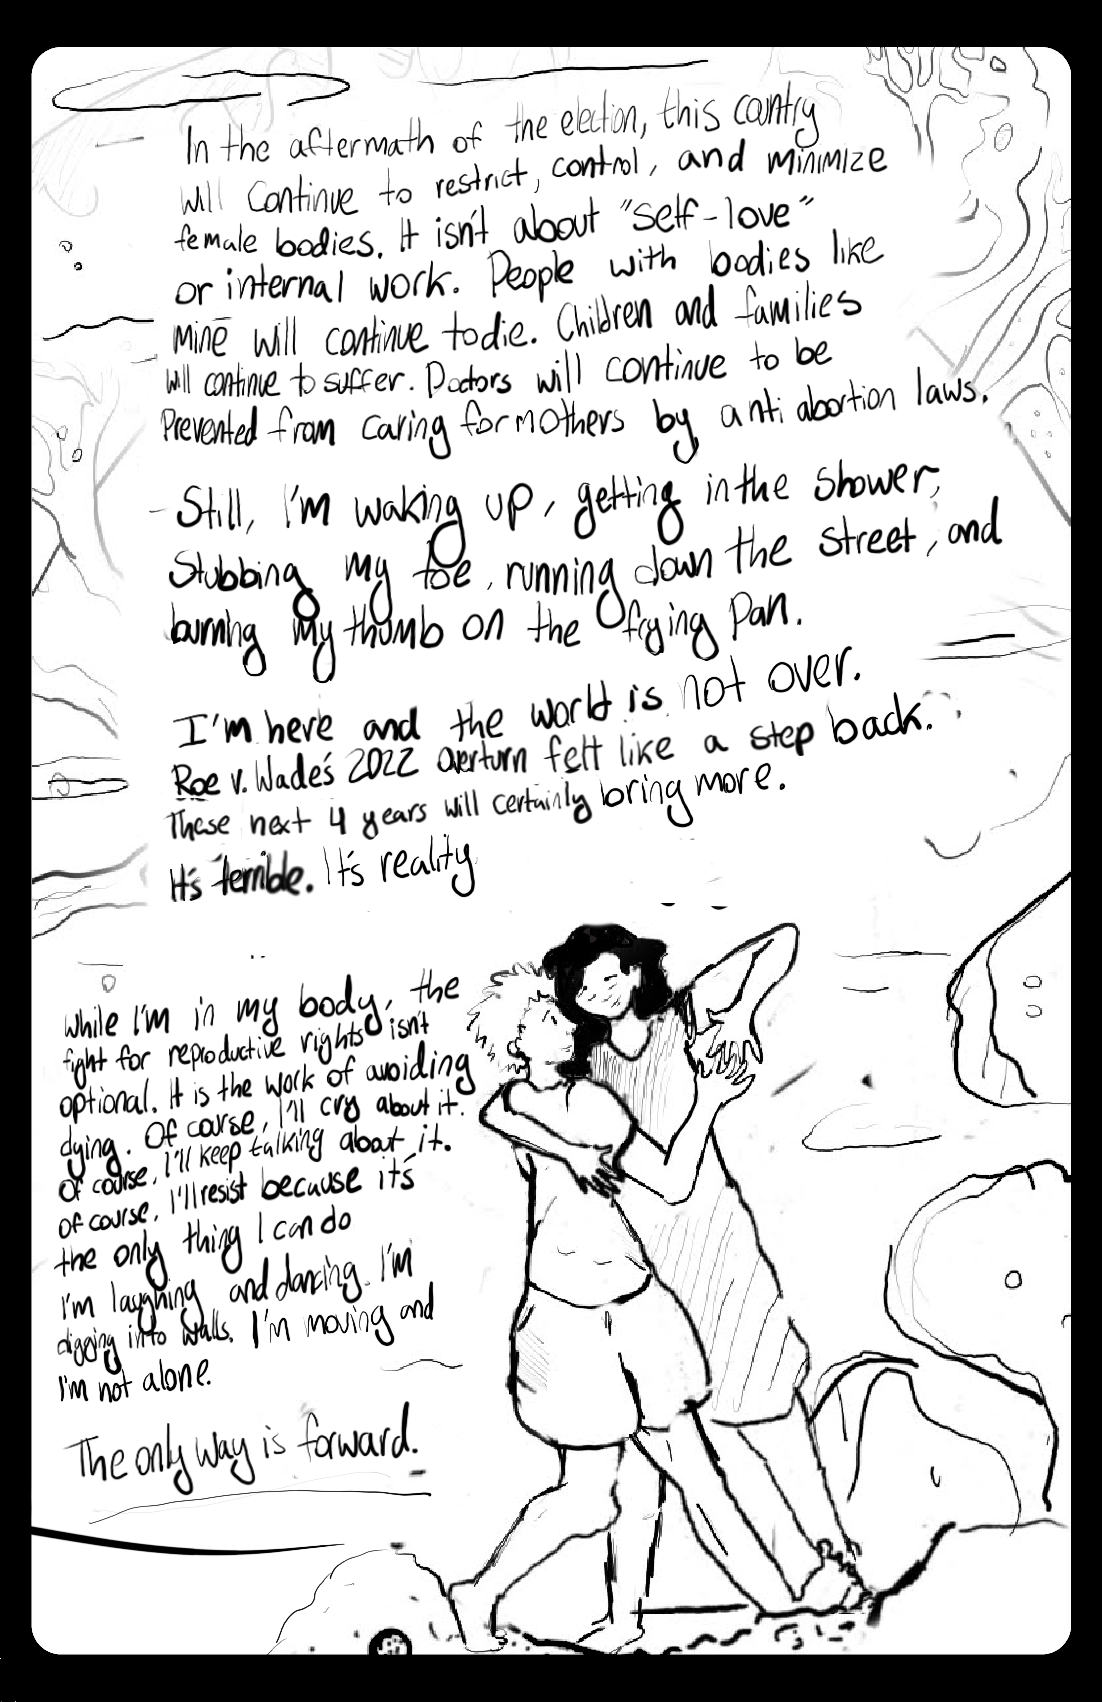 In the aftermath of the election, this country
will continue to restrict, control, and minimize
female bodies. It isn't about "self-love"
or internal work. People with bodies like
mine will continue to die. Children and families
will continue to suffer. Doctors will continue to be
prevented from caring for mothers by anti abortion laws.
Still, I'm waking up, getting in the shower,
stubbing my toe, running down the street, and
burning my thumb on the frying pan.
I'm here and the world is not over.
Roe v. Wade's 2022 overturn felt like a step back.
These next 4 years will certainly bring more.
It's terrible. It's reality
While I'm in my body, the
fight for reproductive rights isn't
optional. It is the work of avoiding
dying. Of course, I'll cry about it.
Of course, I'll keep talking about it.
Of course, I'll resist because it's
the only thing I can do
I'm laughing and dancing. I'm
digging into walls. I'm moving and
I'm not alone.
The only way is forward.